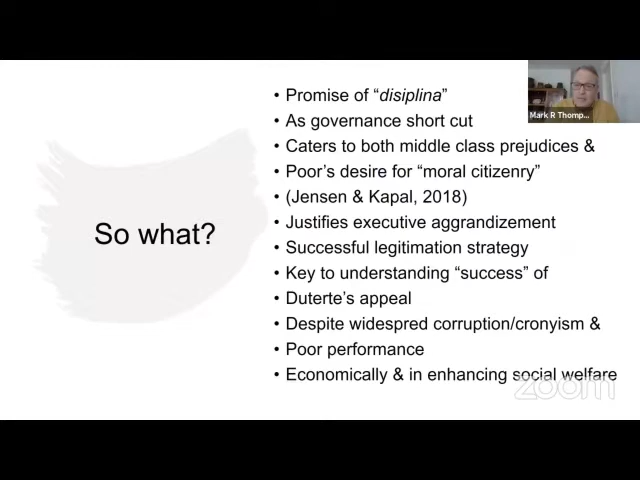 Mark R Thomp...
So what?
• Promise of “disiplina”
• As governance short cut
• Caters to both middle class prejudices &
• Poor’s desire for “moral citizenry”
• (Jensen & Kapal, 2018)
• Justifies executive aggrandizement
• Successful legitimation strategy
• Key to understanding “success” of
• Duterte’s appeal
• Despite widespred corruption/cronyism &
• Poor performance
• Economically & in enhancing social welfare
zoom